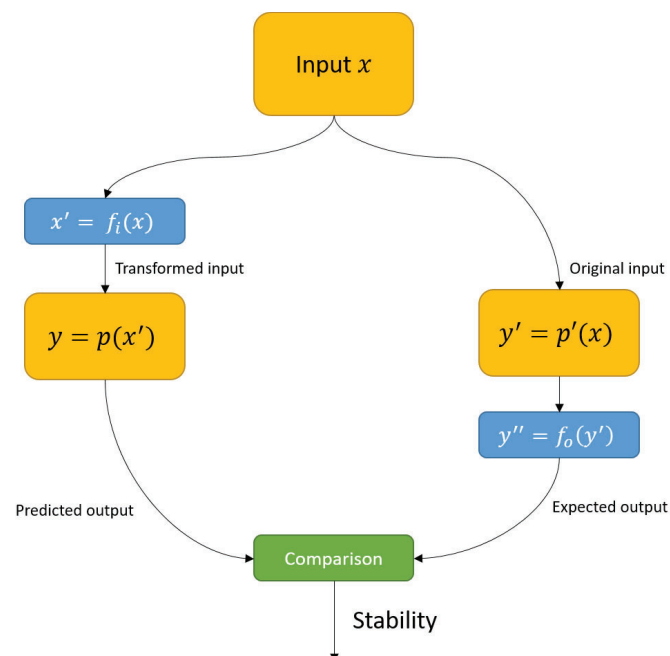 Input x
x′ = fᵢ(x)
Transformed input
Original input
y = p(x′)
y′ = p′(x)
y′′ = fₒ(y′)
Predicted output
Expected output
Comparison
Stability